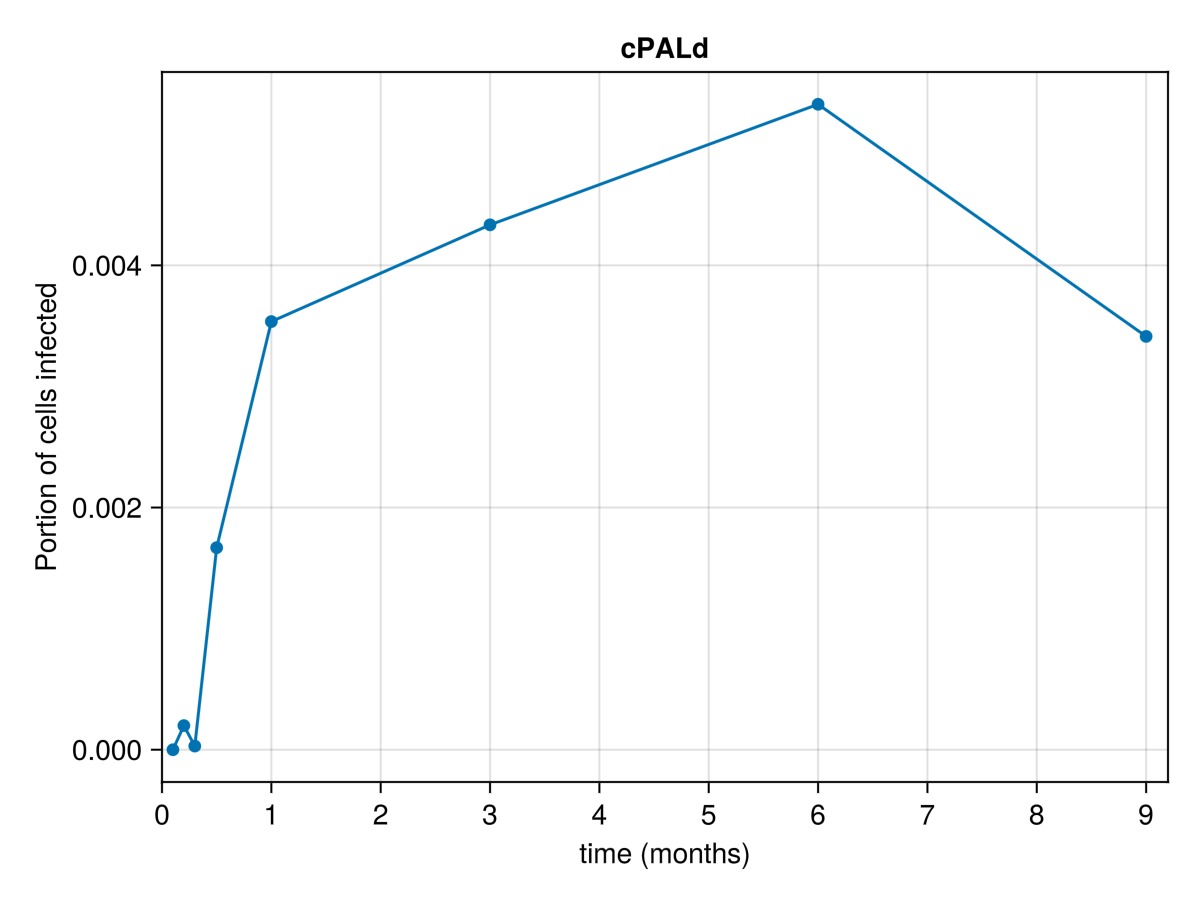 cPALd
Portion of cells infected
0.004
0.002
0.000
0 1 2 3 4 5 6 7 8 9
time (months)